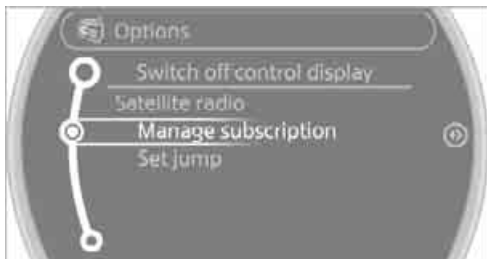 Options
Switch off control display
Satellite radio
Manage subscription
Set jump